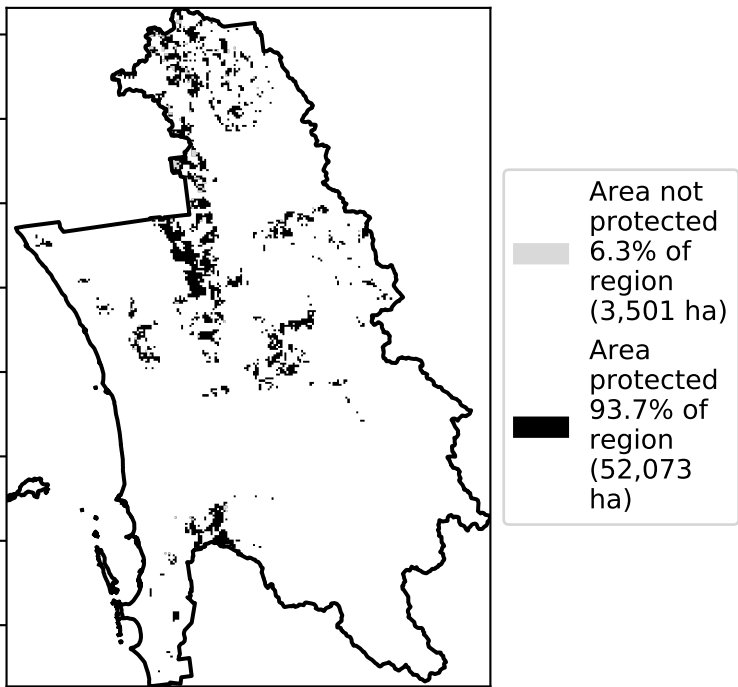 Area not
protected
6.3% of
region
(3,501 ha)
Area
protected
93.7% of
region
(52,073
ha)